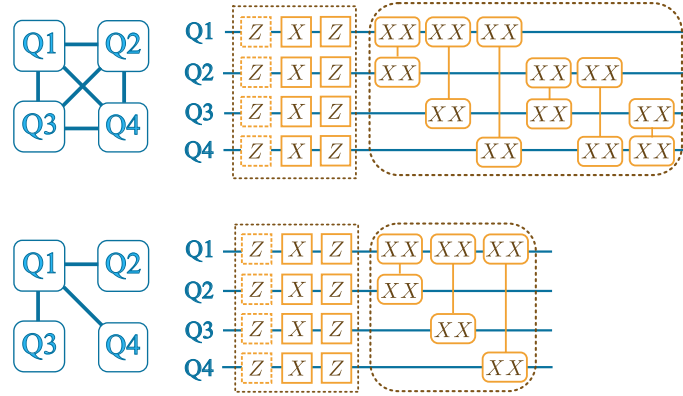 Q1 Q2
Q3 Q4
Q1 Z X Z XX XX XX
Q2 Z X Z XX XX XX
Q3 Z X Z XX XX XX
Q4 Z X Z XX XX XX
Q1 Q2
Q3 Q4
Q1 Z X Z XX XX XX
Q2 Z X Z XX
Q3 Z X Z XX
Q4 Z X Z XX